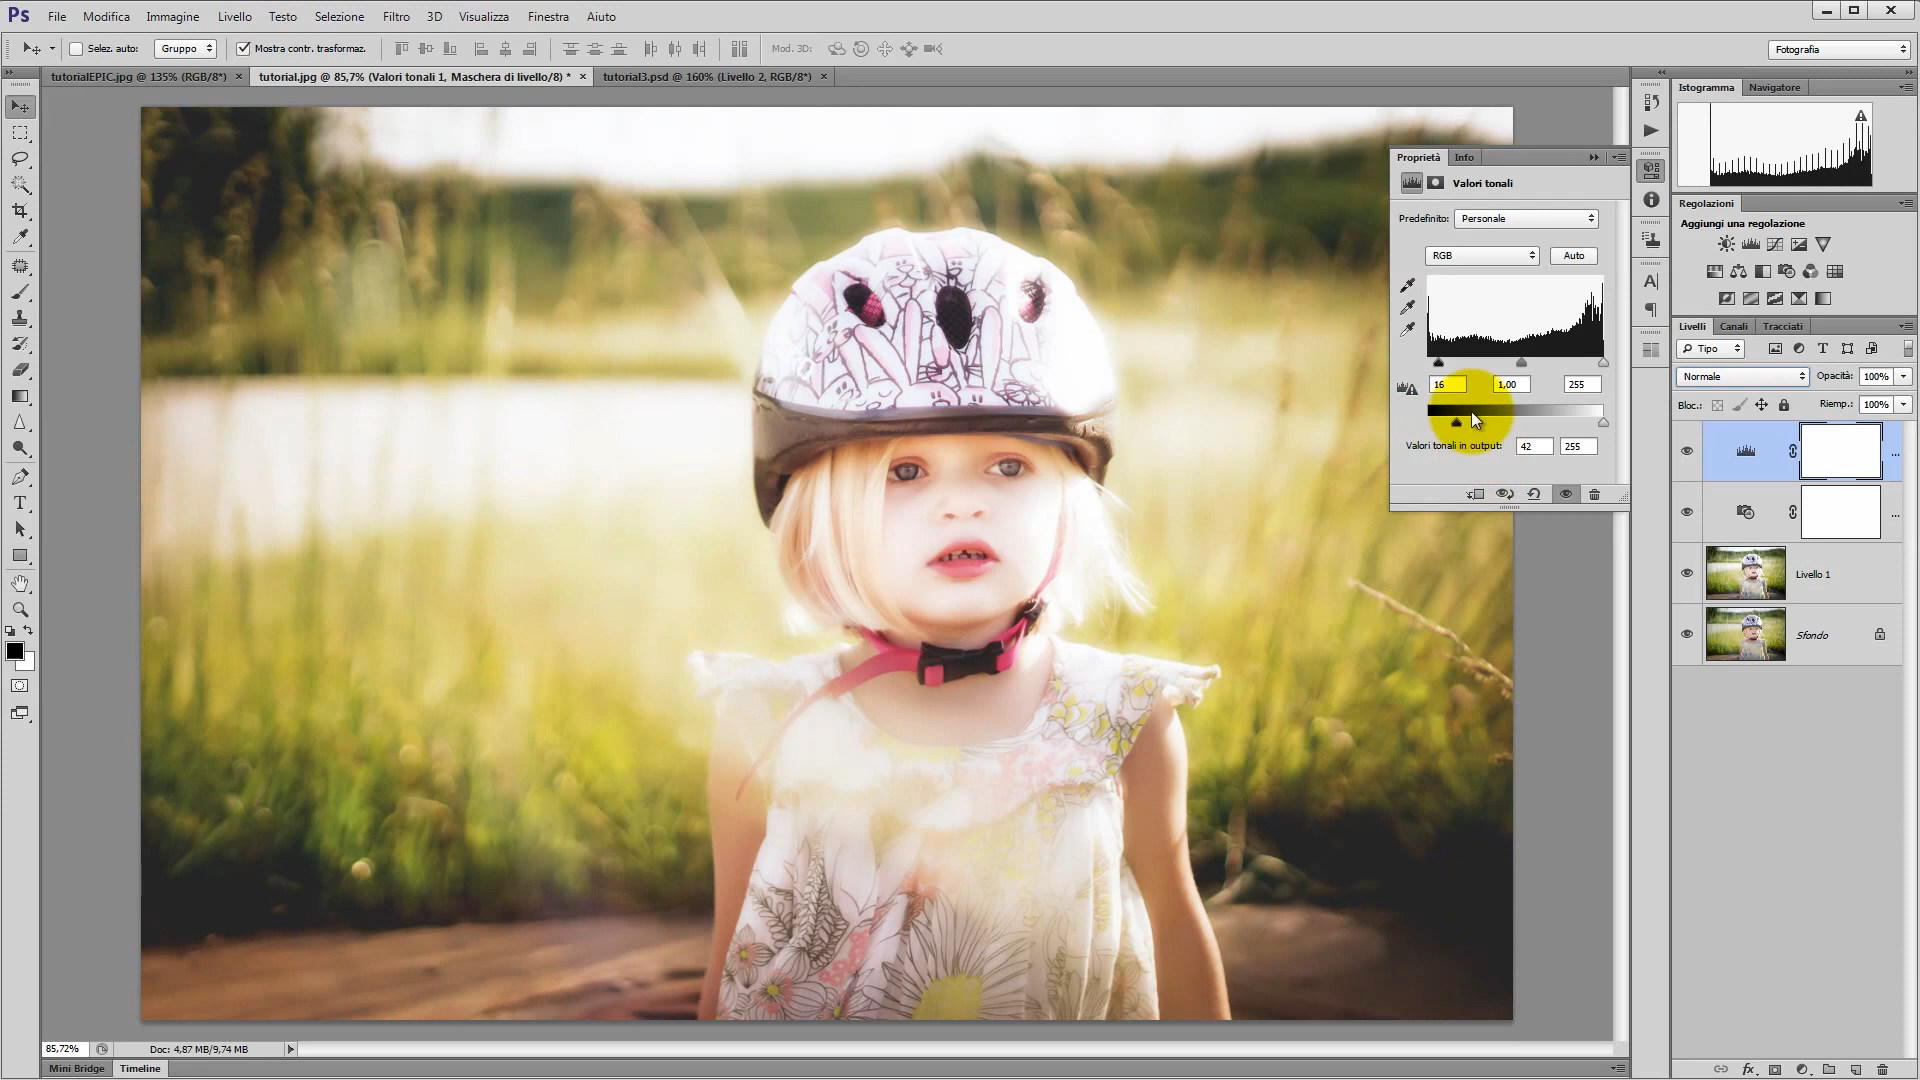 Ps File Modifica Immagine Livello Testo Selezione Filtro 3D Visualizza Finestra Aiuto
Selez. auto: Gruppo Mostra contr. trasformaz. Mod. 3D: Fotografia
tutorialEPIC.jpg @ 135% (RGB/8*) × tutorial.jpg @ 85,7% (Valori tonali 1, Maschera di livello/8) * × tutorial3.psd @ 160% (Livello 2, RGB/8*) ×
Istogramma Navigatore
Proprietà Info
Valori tonali
Predefinito: Personale
RGB Auto
16 1,00 255
Valori tonali in output: 42 255
Regolazioni
Aggiungi una regolazione
Livelli Canali Tracciati
Tipo
Normale Opacità: 100%
Bloc.: Riemp.: 100%
...
...
Livello 1
Sfondo
85,72% Doc: 4,87 MB/9,74 MB
Mini Bridge Timeline